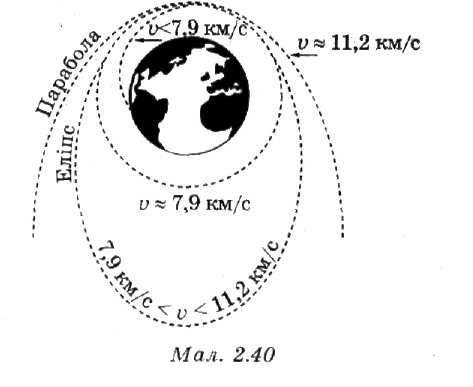 υ<7,9 км/с
υ ≈ 11,2 км/с
Парабола
Еліпс
υ ≈ 7,9 км/с
7,9 км/с < υ < 11,2 км/с
Мал. 2.40